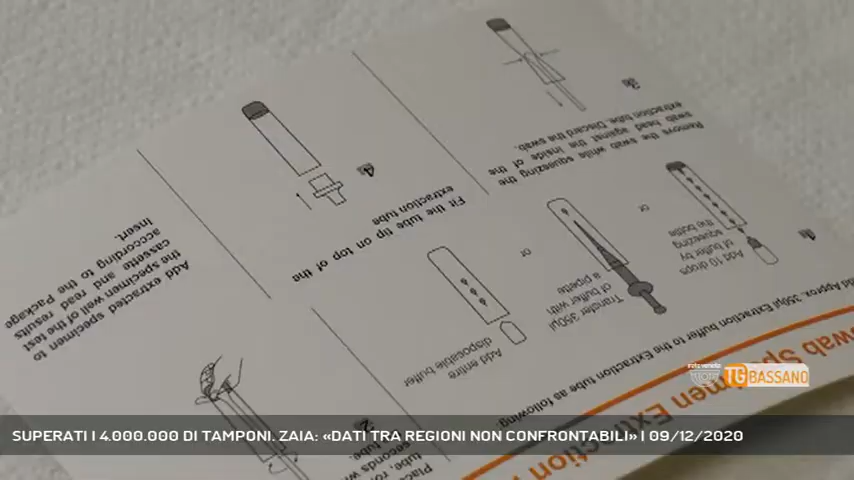 Swab Specimen Extraction
Add Approx. 350μl Extraction buffer to the Extraction tube as following:
Add 10 drops
of buffer by
squeezing
the bottle
or
Transfer 350μl
of buffer with
a pipette
or
Add entire
disposable buffer
Remove the swab while squeezing the
swab head against the inside of the
extraction tube. Discard the swab.
4
Fit the tube tip on top of the
extraction tube
Add extracted specimen to
the specimen well of the test
cassette and read results
acccording to the Package
Insert.
rete veneta
TG BASSANO
SUPERATI I 4.000.000 DI TAMPONI. ZAIA: «DATI TRA REGIONI NON CONFRONTABILI» | 09/12/2020